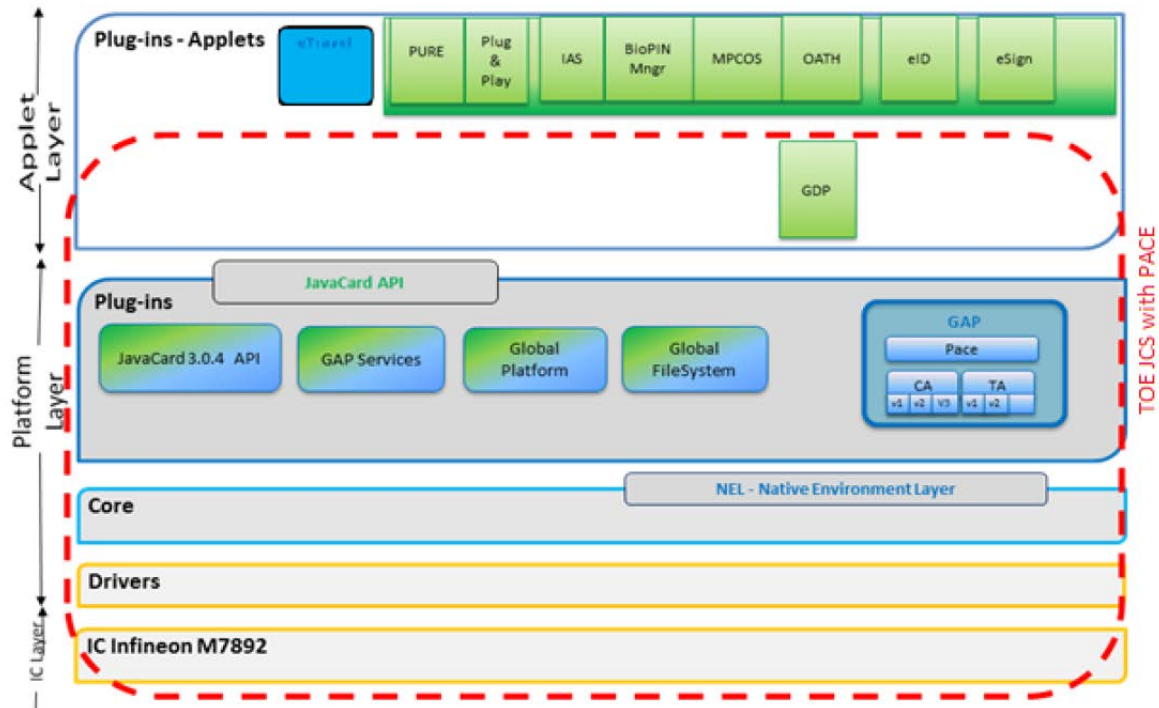 Plug-ins - Applets
eTravel
PURE
Plug
&
Play
IAS
BioPIN
Mngr
MPCOS
OATH
eID
eSign
Applet
Layer
GDP
TOE JCS with PACE
JavaCard API
Plug-ins
JavaCard 3.0.4 API
GAP Services
Global
Platform
Global
FileSystem
GAP
Pace
CA
TA
v1
v2
V3
v1
v2
Platform
Layer
NEL - Native Environment Layer
Core
Drivers
IC Layer
IC Infineon M7892